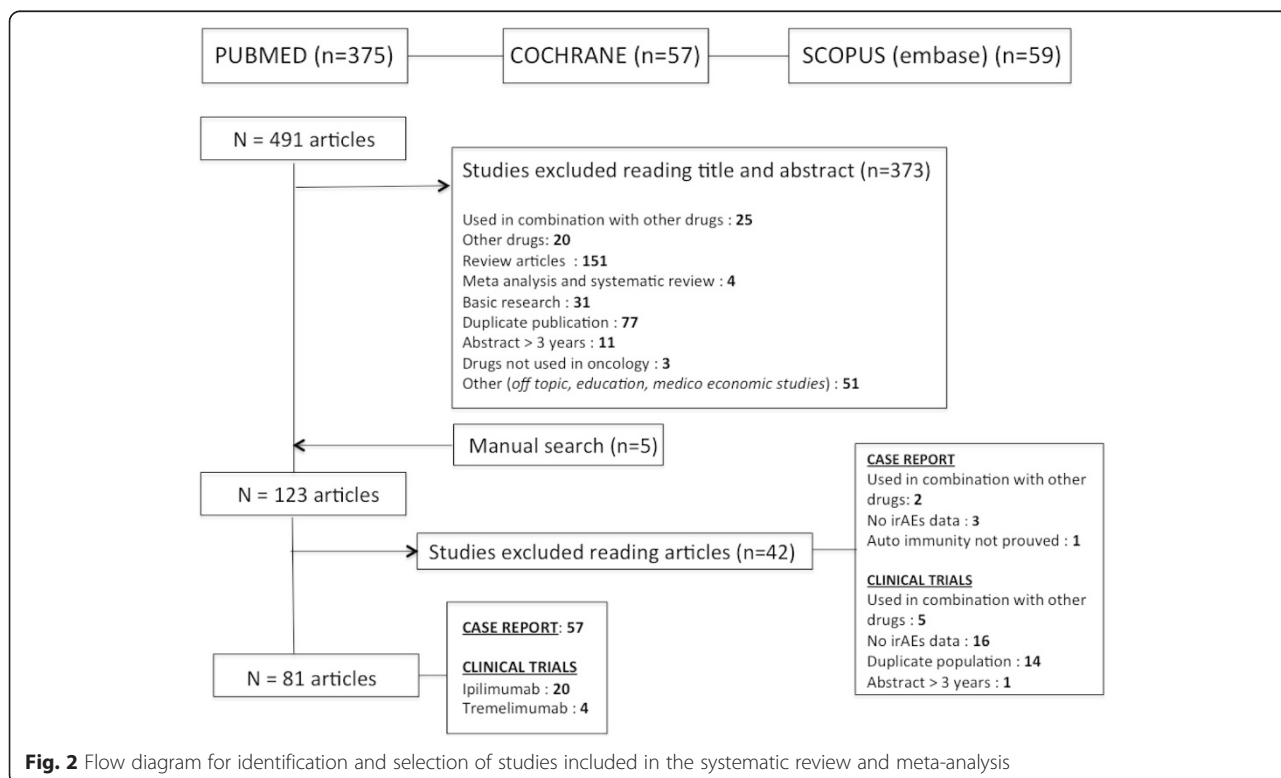 PUBMED (n=375)
COCHRANE (n=57)
SCOPUS (embase) (n=59)
N = 491 articles
Studies excluded reading title and abstract (n=373)
Used in combination with other drugs : 25
Other drugs: 20
Review articles : 151
Meta analysis and systematic review : 4
Basic research : 31
Duplicate publication : 77
Abstract > 3 years : 11
Drugs not used in oncology : 3
Other (off topic, education, medico economic studies) : 51
Manual search (n=5)
N = 123 articles
Studies excluded reading articles (n=42)
CASE REPORT
Used in combination with other
drugs: 2
No irAEs data : 3
Auto immunity not prouved : 1
CLINICAL TRIALS
Used in combination with other
drugs : 5
No irAEs data : 16
Duplicate population : 14
Abstract > 3 years : 1
N = 81 articles
CASE REPORT: 57
CLINICAL TRIALS
Ipilimumab : 20
Tremelimumab : 4
Fig. 2 Flow diagram for identification and selection of studies included in the systematic review and meta-analysis